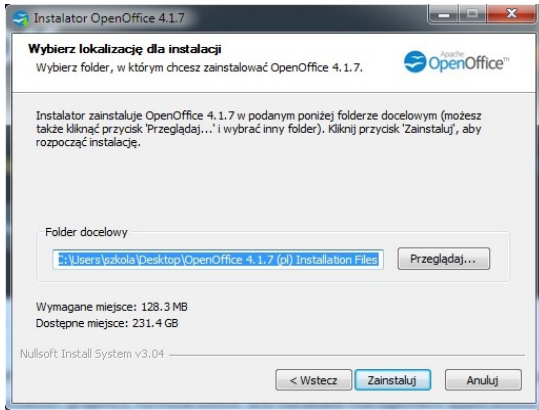 Instalator OpenOffice 4.1.7
Wybierz lokalizację dla instalacji
Wybierz folder, w którym chcesz zainstalować OpenOffice 4.1.7.
Apache
OpenOffice™
Instalator zainstaluje OpenOffice 4.1.7 w podanym poniżej folderze docelowym (możesz
także kliknąć przycisk 'Przeglądaj...' i wybrać inny folder). Kliknij przycisk 'Zainstaluj', aby
rozpocząć instalację.
Folder docelowy
C:\Users\szkola\Desktop\OpenOffice 4.1.7 (pl) Installation Files
Przeglądaj...
Wymagane miejsce: 128.3 MB
Dostępne miejsce: 231.4 GB
Nullsoft Install System v3.04
< Wstecz
Zainstaluj
Anuluj